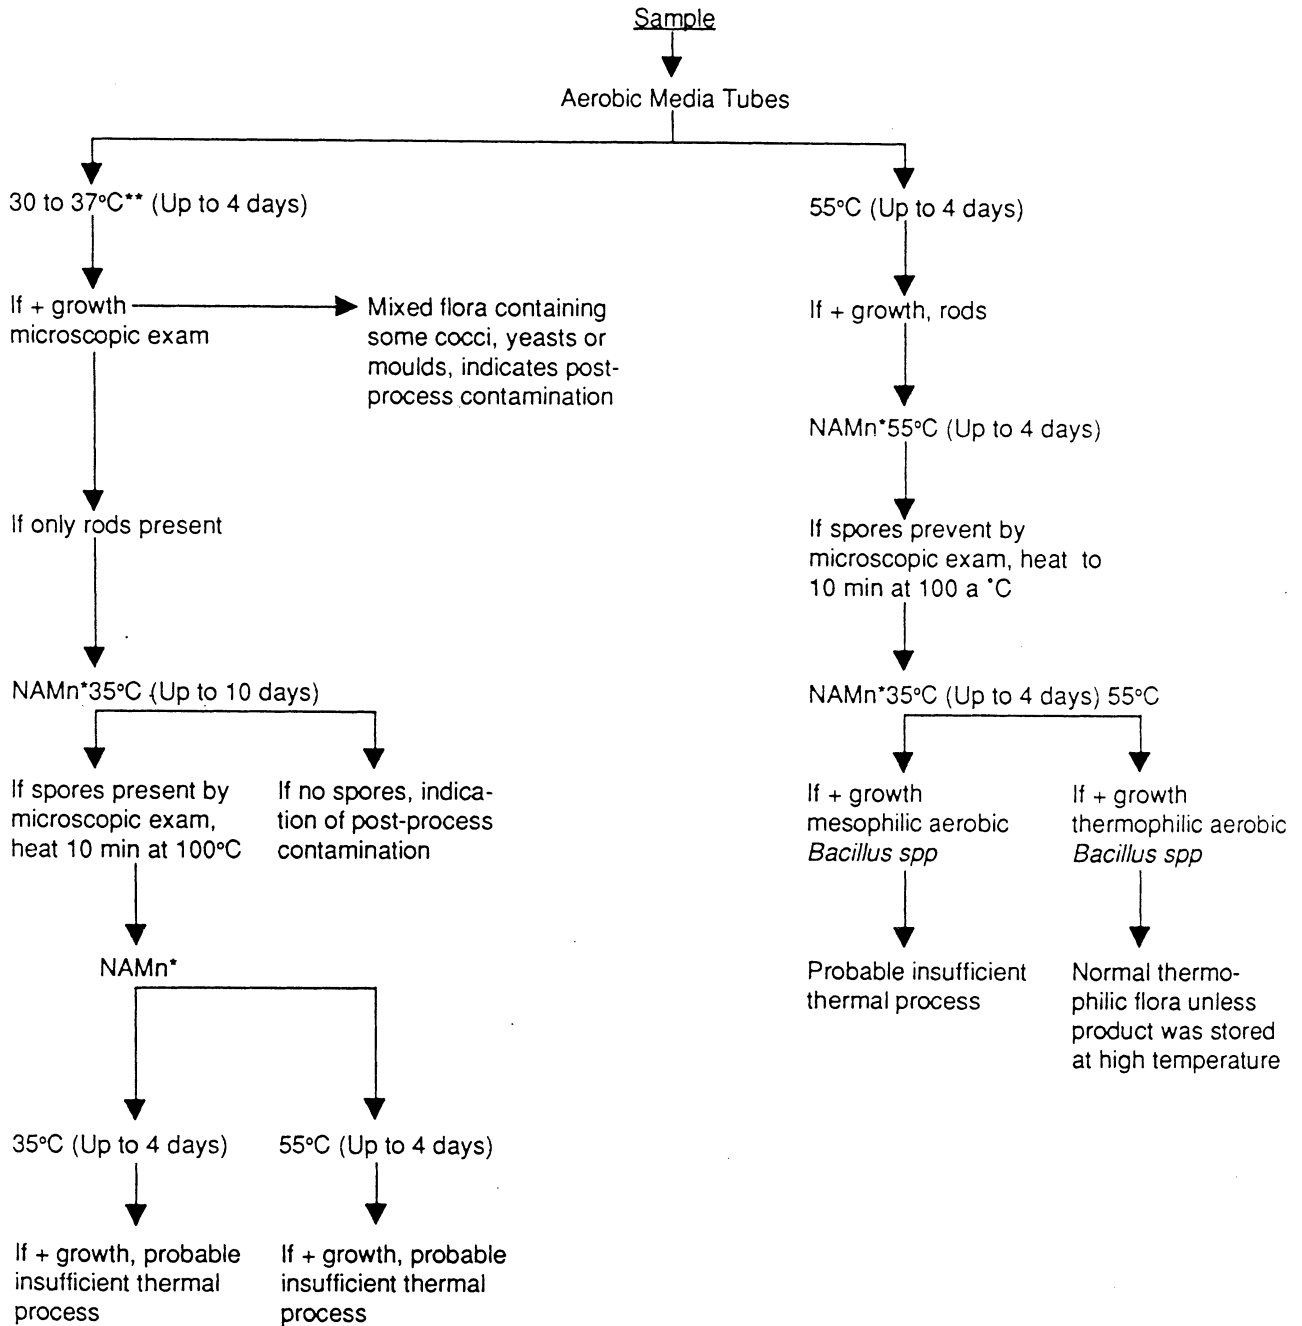 Sample
Aerobic Media Tubes
30 to 37°C** (Up to 4 days)
55°C (Up to 4 days)
If + growth
microscopic exam
Mixed flora containing
some cocci, yeasts or
moulds, indicates post-
process contamination
If + growth, rods
NAMn*55°C (Up to 4 days)
If only rods present
If spores prevent by
microscopic exam, heat to
10 min at 100 a °C
NAMn*35°C (Up to 10 days)
NAMn*35°C (Up to 4 days) 55°C
If spores present by
microscopic exam,
heat 10 min at 100°C
If no spores, indica-
tion of post-process
contamination
If + growth
mesophilic aerobic
Bacillus spp
If + growth
thermophilic aerobic
Bacillus spp
NAMn*
Probable insufficient
thermal process
Normal thermo-
philic flora unless
product was stored
at high temperature
35°C (Up to 4 days)
55°C (Up to 4 days)
If + growth, probable
insufficient thermal
process
If + growth, probable
insufficient thermal
process